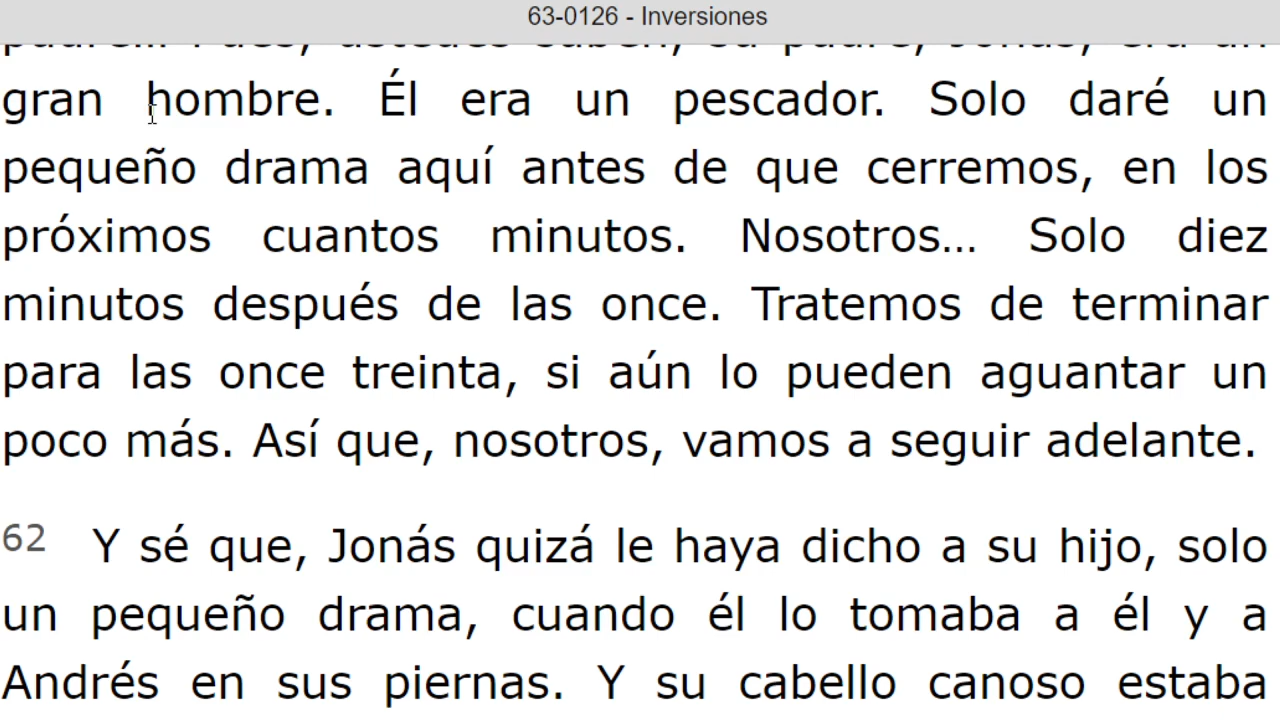 63-0126 - Inversiones
gran hombre. Él era un pescador. Solo daré un
pequeño drama aquí antes de que cerremos, en los
próximos cuantos minutos. Nosotros... Solo diez
minutos después de las once. Tratemos de terminar
para las once treinta, si aún lo pueden aguantar un
poco más. Así que, nosotros, vamos a seguir adelante.
62 Y sé que, Jonás quizá le haya dicho a su hijo, solo
un pequeño drama, cuando él lo tomaba a él y a
Andrés en sus piernas. Y su cabello canoso estaba